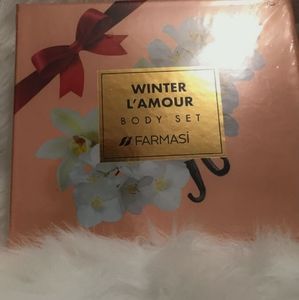 WINTER
L'AMOUR
BODY SET
FARMASi